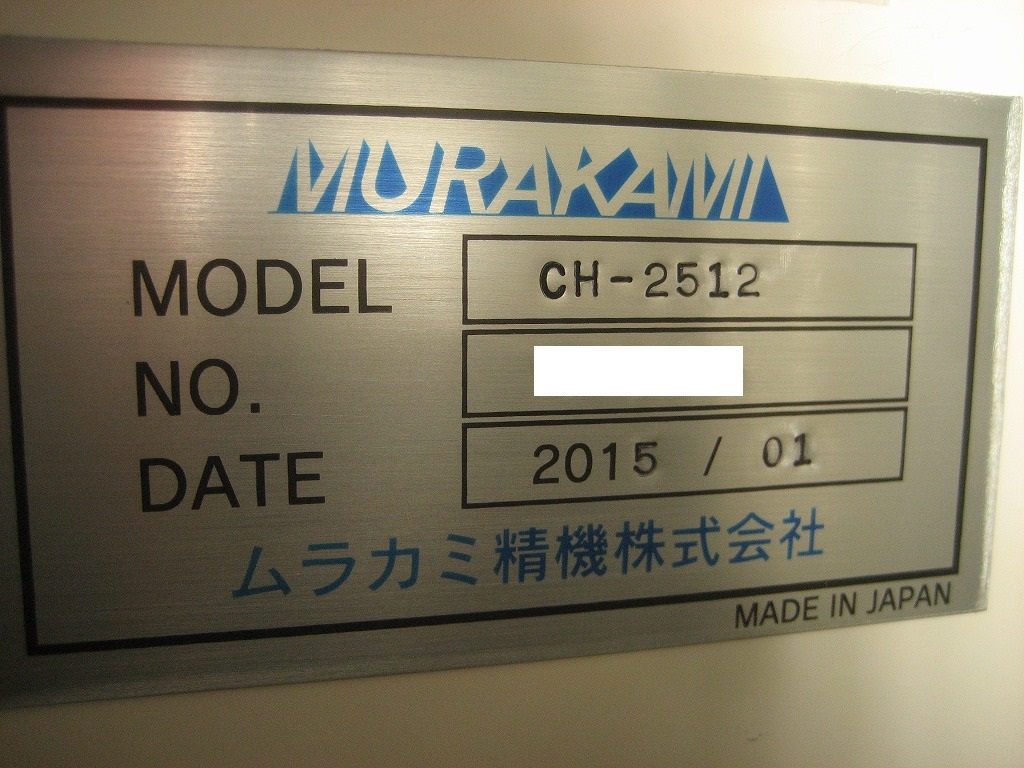 MURAKAMI
MODEL CH-2512
NO.
DATE 2015 / 01
ムラカミ精機株式会社
MADE IN JAPAN